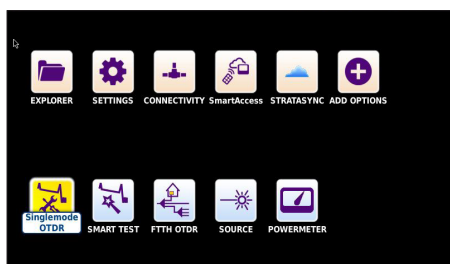 EXPLORER SETTINGS CONNECTIVITY SmartAccess STRATASYNC ADD OPTIONS
Singlemode
OTDR
SMART TEST FTTH OTDR SOURCE POWERMETER